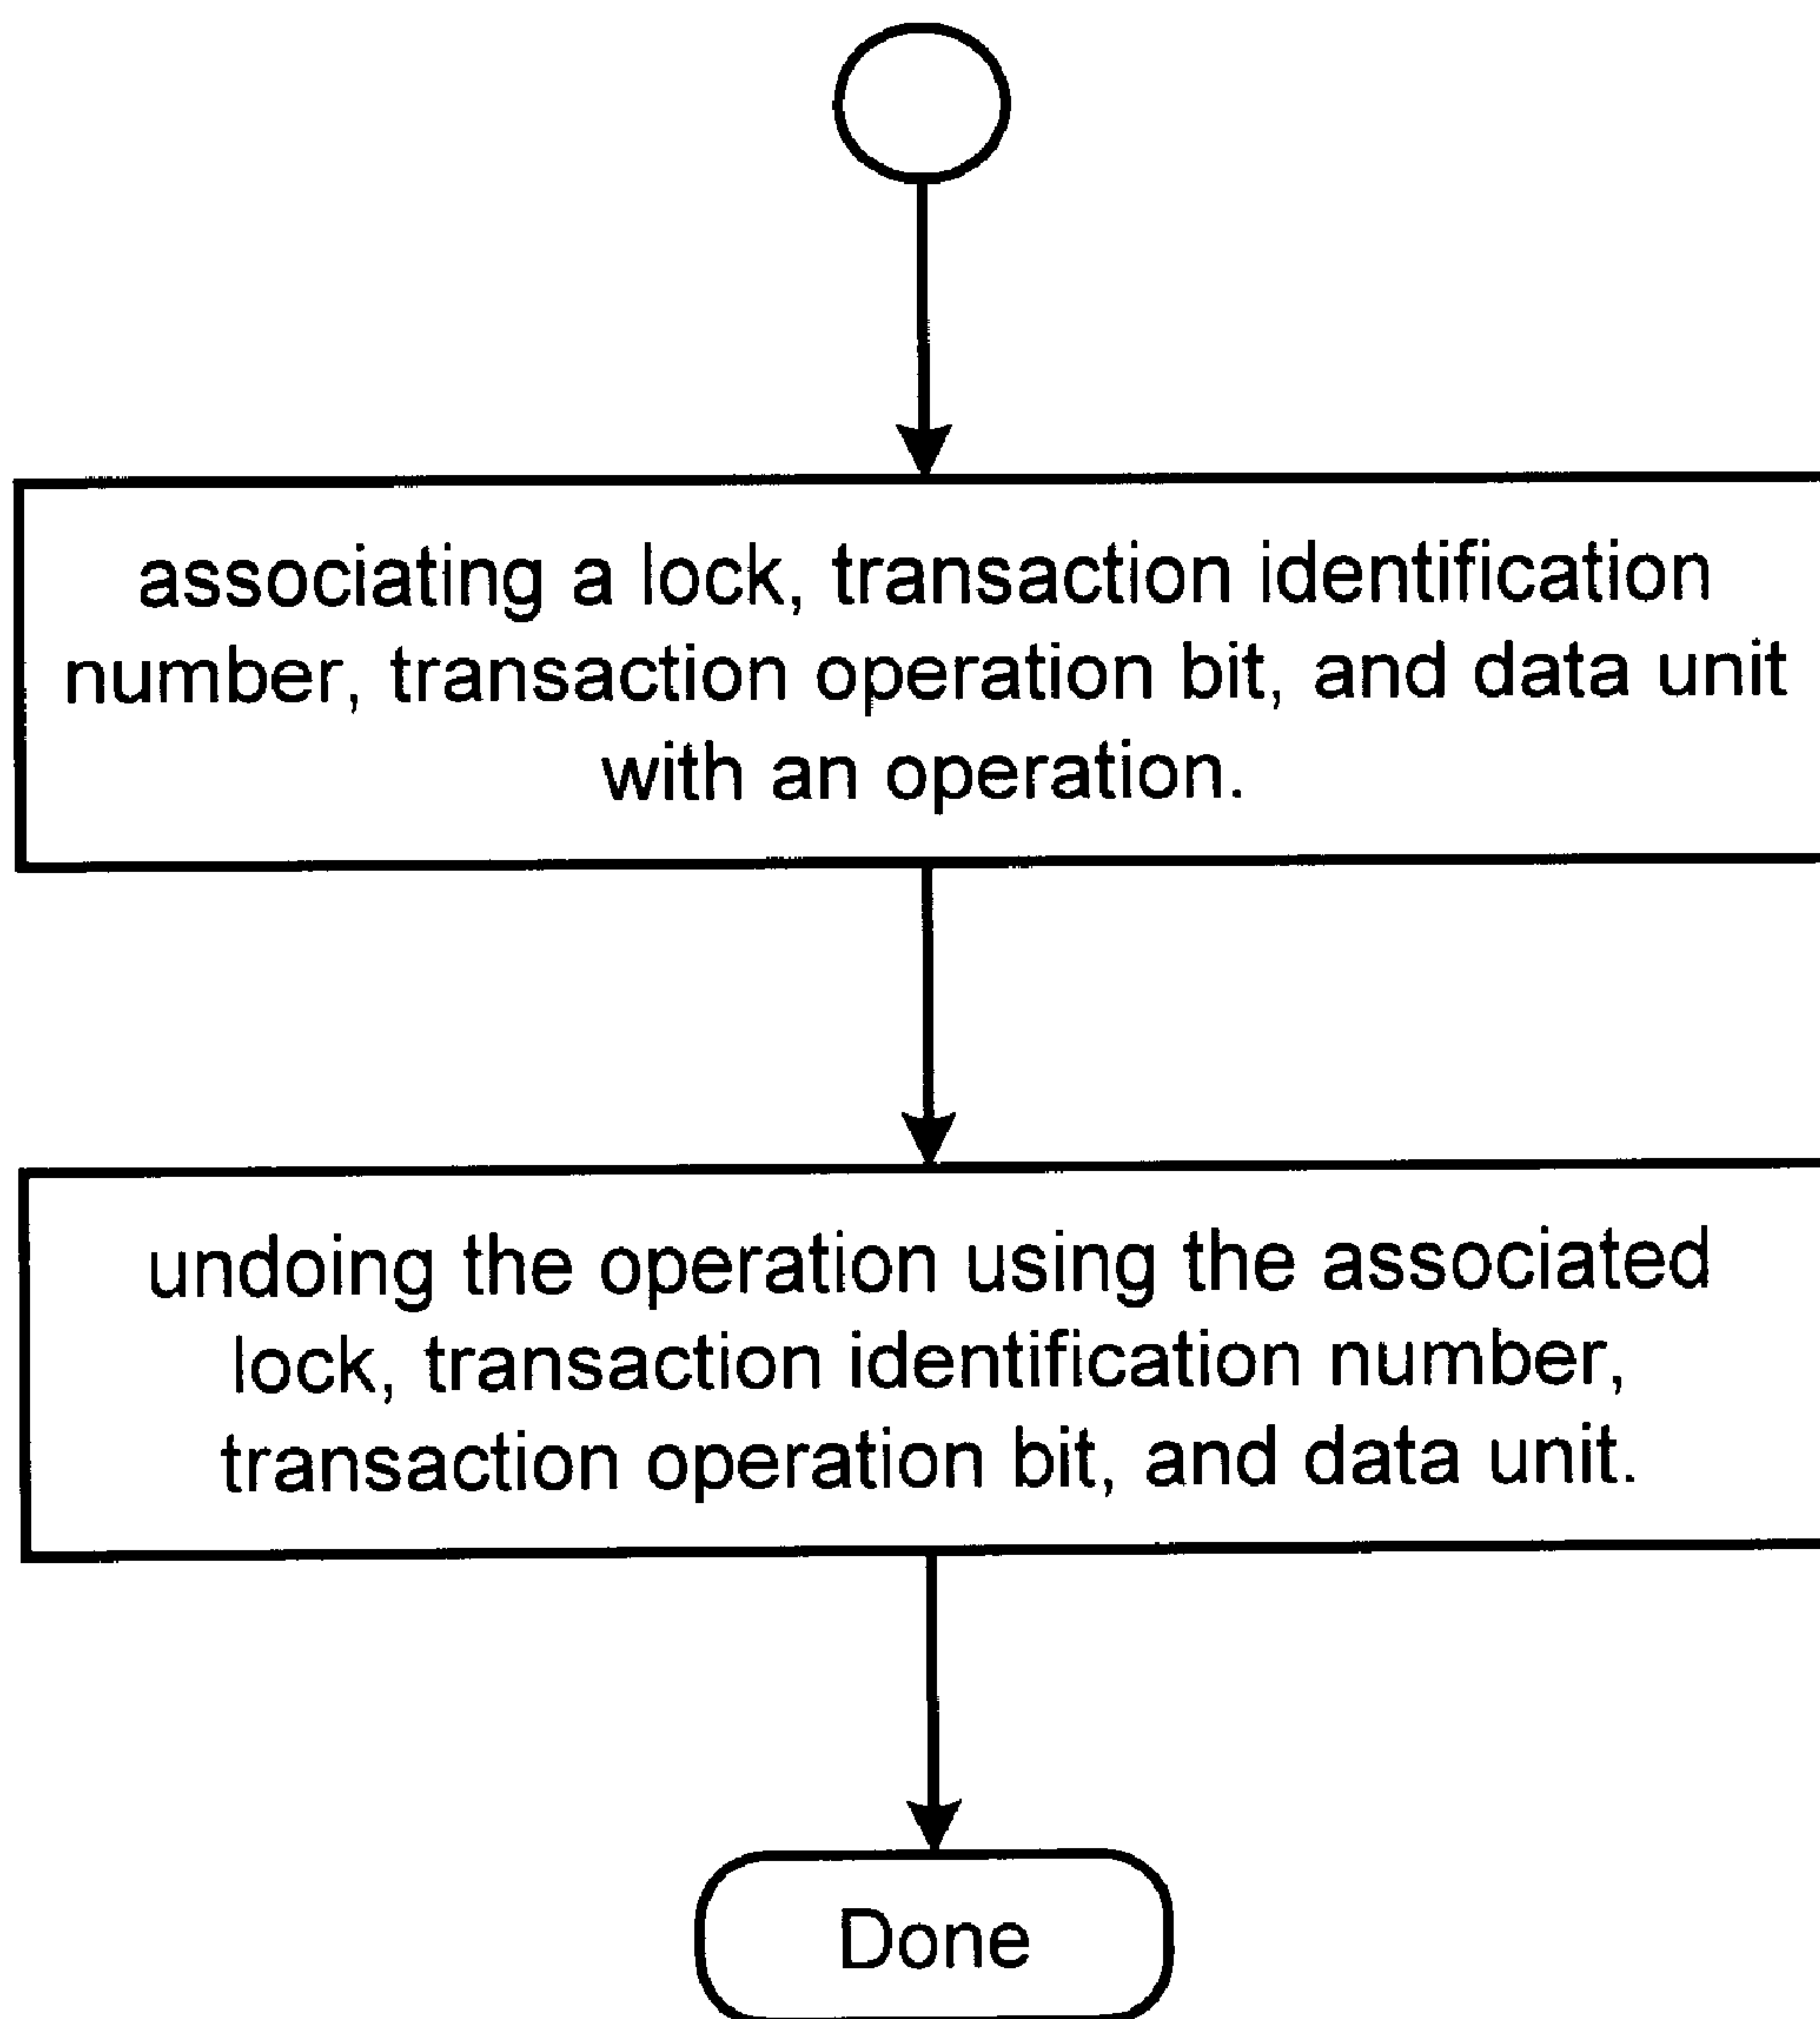 associating a lock, transaction identification
number, transaction operation bit, and data unit
with an operation.
undoing the operation using the associated
lock, transaction identification number,
transaction operation bit, and data unit.
Done